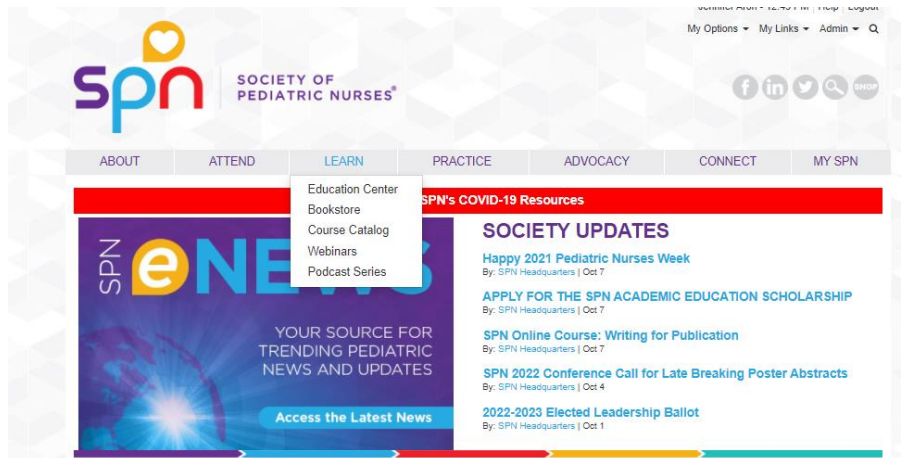 Help | Logout
My Options My Links Admin
spn
SOCIETY OF
PEDIATRIC NURSES®
SHOP
ABOUT ATTEND LEARN PRACTICE ADVOCACY CONNECT MY SPN
Education Center
Bookstore
Course Catalog
Webinars
Podcast Series
SPN's COVID-19 Resources
SPN eNEWS
YOUR SOURCE FOR
TRENDING PEDIATRIC
NEWS AND UPDATES
Access the Latest News
SOCIETY UPDATES
Happy 2021 Pediatric Nurses Week
By: SPN Headquarters | Oct 7
APPLY FOR THE SPN ACADEMIC EDUCATION SCHOLARSHIP
By: SPN Headquarters | Oct 7
SPN Online Course: Writing for Publication
By: SPN Headquarters | Oct 7
SPN 2022 Conference Call for Late Breaking Poster Abstracts
By: SPN Headquarters | Oct 4
2022-2023 Elected Leadership Ballot
By: SPN Headquarters | Oct 1